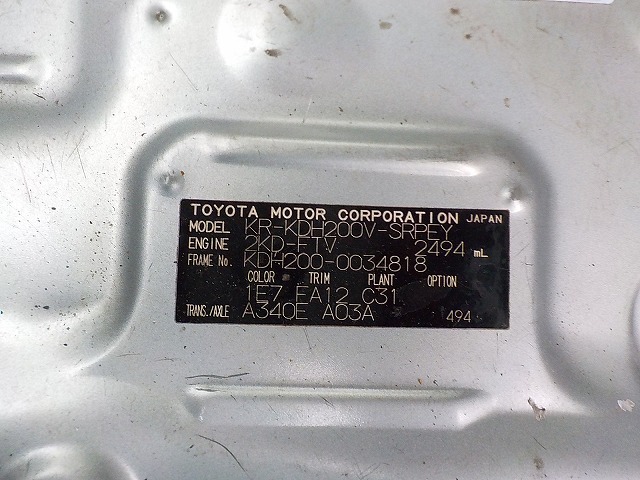 TOYOTA MOTOR CORPORATION JAPAN
MODEL KR-KDH200V-SRPEY
ENGINE 2KD-FTV 2494 mL
FRAME No. KDH200-0034818
COLOR TRIM PLANT OPTION
1E7 FA12 C31
TRANS./AXLE A340E A03A 494